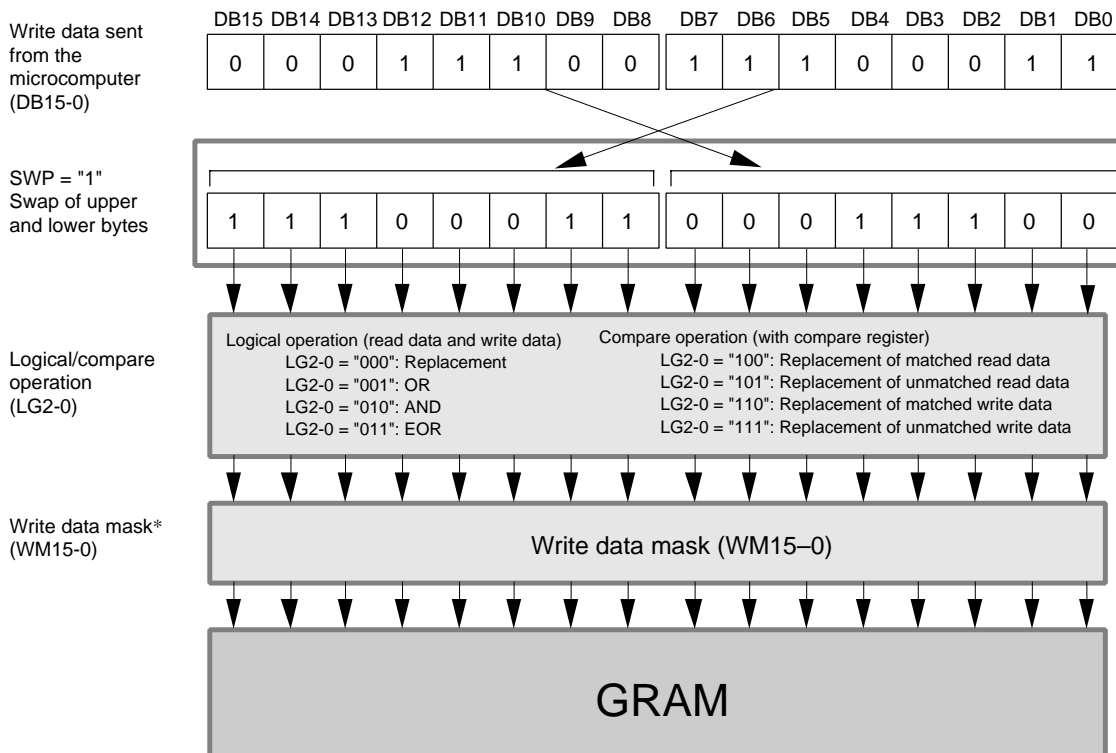 Write data sent
from the
microcomputer
(DB15-0)
DB15 DB14 DB13 DB12 DB11 DB10 DB9 DB8 DB7 DB6 DB5 DB4 DB3 DB2 DB1 DB0
0 0 0 1 1 1 0 0 1 1 1 0 0 0 1 1
SWP = "1"
Swap of upper
and lower bytes
1 1 1 0 0 0 1 1 0 0 0 1 1 1 0 0
Logical/compare
operation
(LG2-0)
Logical operation (read data and write data)
LG2-0 = "000": Replacement
LG2-0 = "001": OR
LG2-0 = "010": AND
LG2-0 = "011": EOR
Compare operation (with compare register)
LG2-0 = "100": Replacement of matched read data
LG2-0 = "101": Replacement of unmatched read data
LG2-0 = "110": Replacement of matched write data
LG2-0 = "111": Replacement of unmatched write data
Write data mask*
(WM15-0)
Write data mask (WM15–0)
GRAM